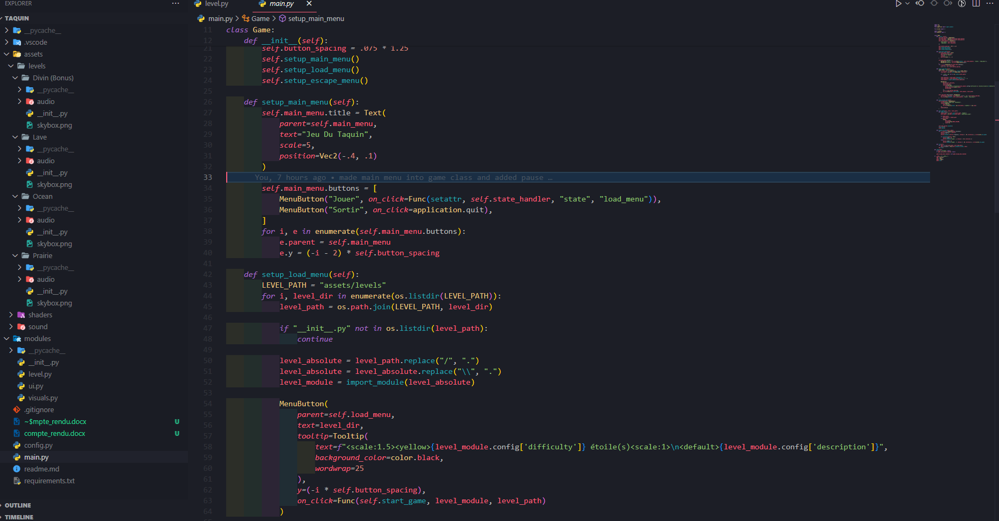 EXPLORER
TAQUIN
__pycache__
.vscode
assets
levels
Divin (Bonus)
__pycache__
audio
__init__.py
skybox.png
Lave
__pycache__
audio
__init__.py
skybox.png
Ocean
__pycache__
audio
__init__.py
skybox.png
Prairie
__pycache__
audio
__init__.py
skybox.png
shaders
sound
modules
__pycache__
__init__.py
level.py
ui.py
visuals.py
.gitignore
~$mpte_rendu.docx U
compte_rendu.docx U
config.py
main.py
readme.md
requirements.txt
OUTLINE
TIMELINE
level.py main.py
main.py > Game > setup_main_menu
11 class Game:
12     def __init__(self):
21         self.button_spacing = .075 * 1.25
22         self.setup_main_menu()
23         self.setup_load_menu()
24         self.setup_escape_menu()
25
26     def setup_main_menu(self):
27         self.main_menu.title = Text(
28             parent=self.main_menu,
29             text="Jeu Du Taquin",
30             scale=5,
31             position=Vec2(-.4, .1)
32         )
33 You, 7 hours ago • made main menu into game class and added pause …
34         self.main_menu.buttons = [
35             MenuButton("Jouer", on_click=Func(setattr, self.state_handler, "state", "load_menu")),
36             MenuButton("Sortir", on_click=application.quit),
37         ]
38         for i, e in enumerate(self.main_menu.buttons):
39             e.parent = self.main_menu
40             e.y = (-i - 2) * self.button_spacing
41
42     def setup_load_menu(self):
43         LEVEL_PATH = "assets/levels"
44         for i, level_dir in enumerate(os.listdir(LEVEL_PATH)):
45             level_path = os.path.join(LEVEL_PATH, level_dir)
46
47             if "__init__.py" not in os.listdir(level_path):
48                 continue
49
50             level_absolute = level_path.replace("/", ".")
51             level_absolute = level_absolute.replace("\\", ".")
52             level_module = import_module(level_absolute)
53
54             MenuButton(
55                 parent=self.load_menu,
56                 text=level_dir,
57                 tooltip=Tooltip(
58                     text=f"<scale:1.5><yellow>{level_module.config['difficulty']} étoile(s)<scale:1>\n<default>{level_module.config['description']}",
59                     background_color=color.black,
60                     wordwrap=25
61                 ),
62                 y=(-i * self.button_spacing),
63                 on_click=Func(self.start_game, level_module, level_path)
64             )